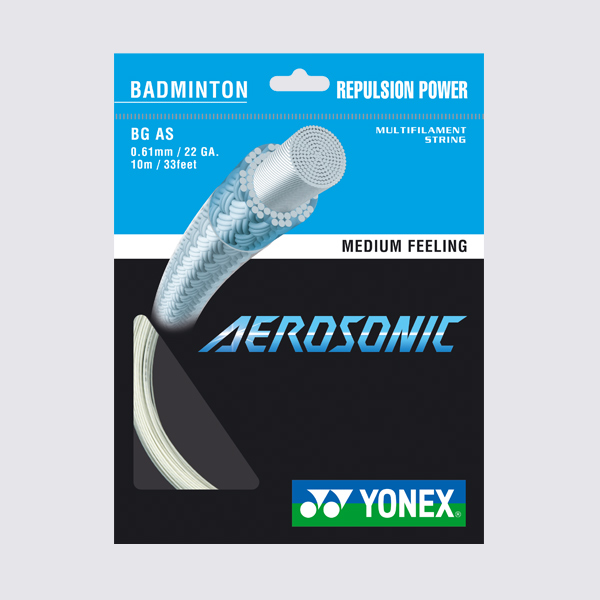 BADMINTON
REPULSION POWER
BG AS
0.61mm / 22 GA.
10m / 33feet
MULTIFILAMENT
STRING
MEDIUM FEELING
AEROSONIC
YONEX®